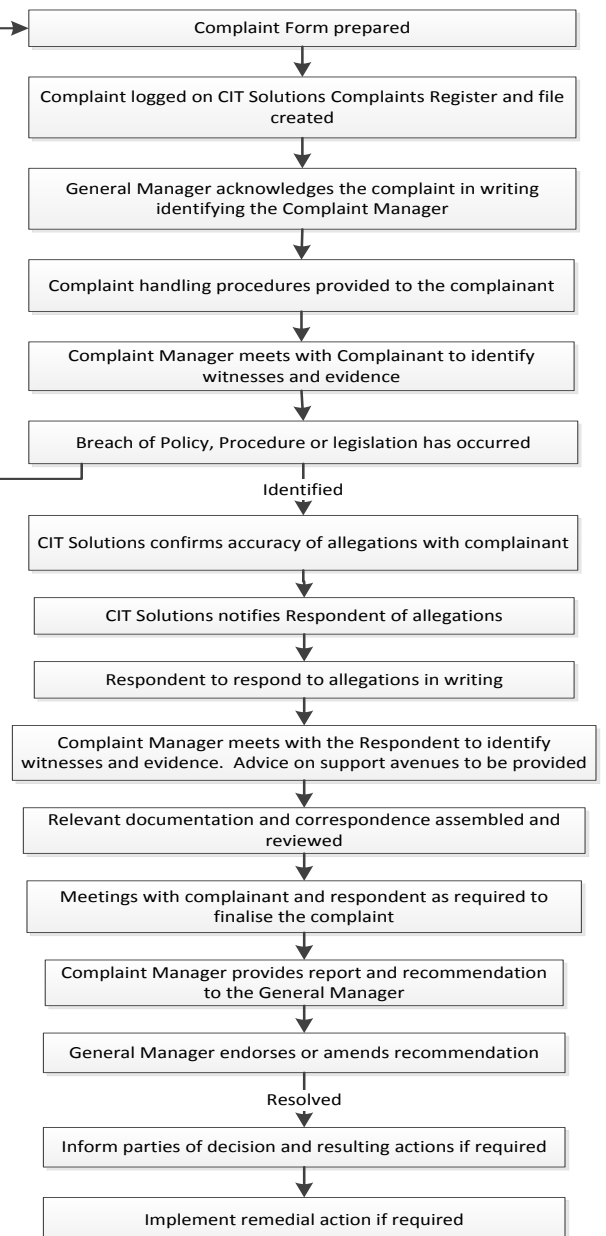 Complaint Form prepared
Complaint logged on CIT Solutions Complaints Register and file
created
General Manager acknowledges the complaint in writing
identifying the Complaint Manager
Complaint handling procedures provided to the complainant
Complaint Manager meets with Complainant to identify
witnesses and evidence
Breach of Policy, Procedure or legislation has occurred
Identified
CIT Solutions confirms accuracy of allegations with complainant
CIT Solutions notifies Respondent of allegations
Respondent to respond to allegations in writing
Complaint Manager meets with the Respondent to identify
witnesses and evidence.  Advice on support avenues to be provided
Relevant documentation and correspondence assembled and
reviewed
Meetings with complainant and respondent as required to
finalise the complaint
Complaint Manager provides report and recommendation
to the General Manager
General Manager endorses or amends recommendation
Resolved
Inform parties of decision and resulting actions if required
Implement remedial action if required